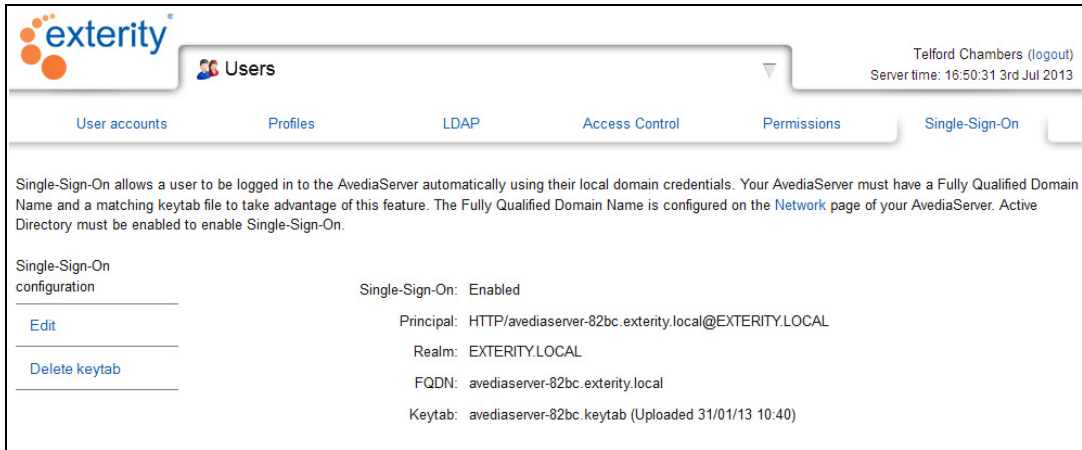 exterity®
Users
Telford Chambers (logout)
Server time: 16:50:31 3rd Jul 2013
User accounts Profiles LDAP Access Control Permissions Single-Sign-On
Single-Sign-On allows a user to be logged in to the AvediaServer automatically using their local domain credentials. Your AvediaServer must have a Fully Qualified Domain
Name and a matching keytab file to take advantage of this feature. The Fully Qualified Domain Name is configured on the Network page of your AvediaServer. Active
Directory must be enabled to enable Single-Sign-On.
Single-Sign-On
configuration
Edit
Delete keytab
Single-Sign-On: Enabled
Principal: HTTP/avediaserver-82bc.exterity.local@EXTERITY.LOCAL
Realm: EXTERITY.LOCAL
FQDN: avediaserver-82bc.exterity.local
Keytab: avediaserver-82bc.keytab (Uploaded 31/01/13 10:40)